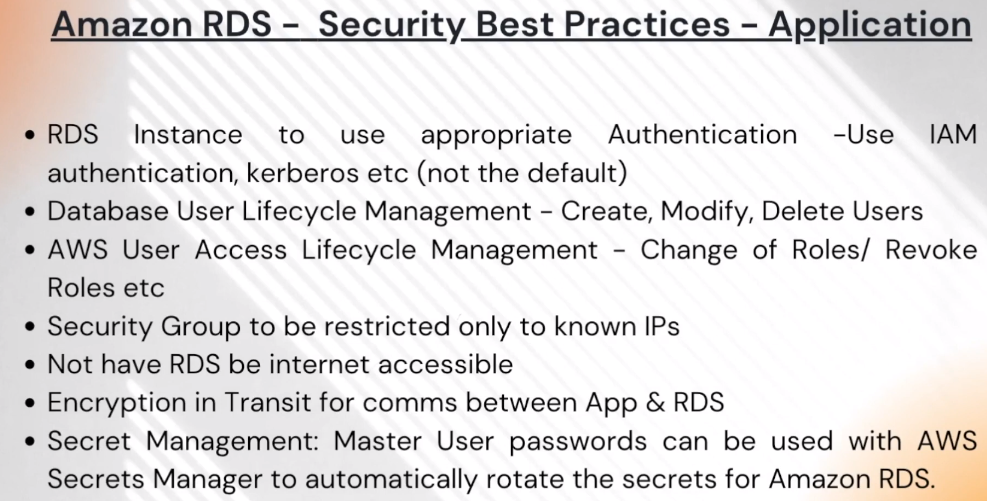 Amazon RDS – Security Best Practices – Application
• RDS Instance to use appropriate Authentication –Use IAM
authentication, kerberos etc (not the default)
• Database User Lifecycle Management – Create, Modify, Delete Users
• AWS User Access Lifecycle Management – Change of Roles/ Revoke
Roles etc
• Security Group to be restricted only to known IPs
• Not have RDS be internet accessible
• Encryption in Transit for comms between App & RDS
• Secret Management: Master User passwords can be used with AWS
Secrets Manager to automatically rotate the secrets for Amazon RDS.